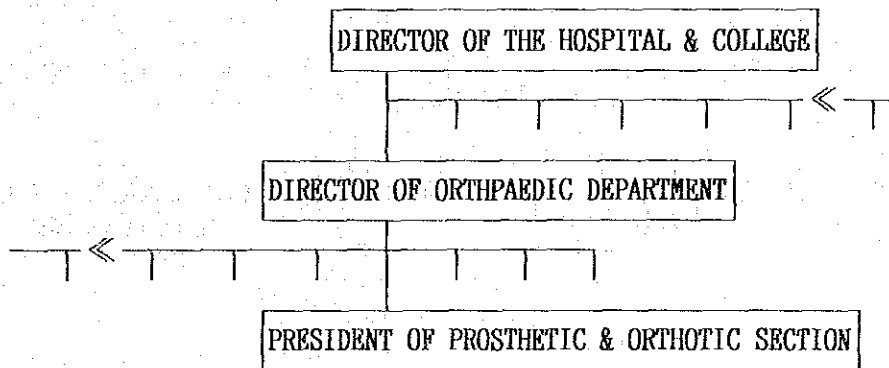 DIRECTOR OF THE HOSPITAL & COLLEGE
DIRECTOR OF ORTHPAEDIC DEPARTMENT
PRESIDENT OF PROSTHETIC & ORTHOTIC SECTION